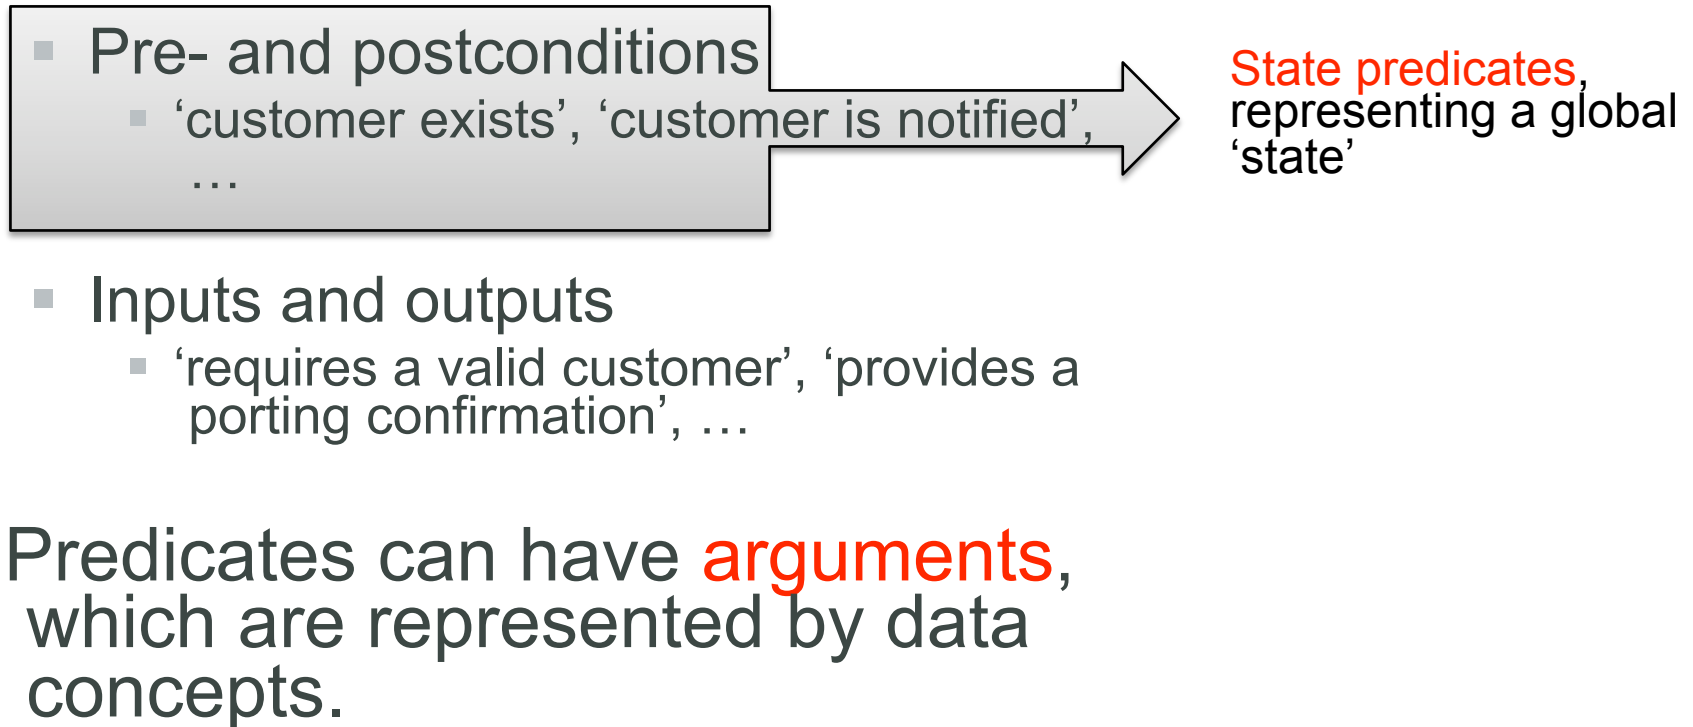 Pre- and postconditions
‘customer exists’, ‘customer is notified’,
…
State predicates,
representing a global
‘state’
Inputs and outputs
‘requires a valid customer’, ‘provides a
porting confirmation’, …
Predicates can have arguments,
which are represented by data
concepts.